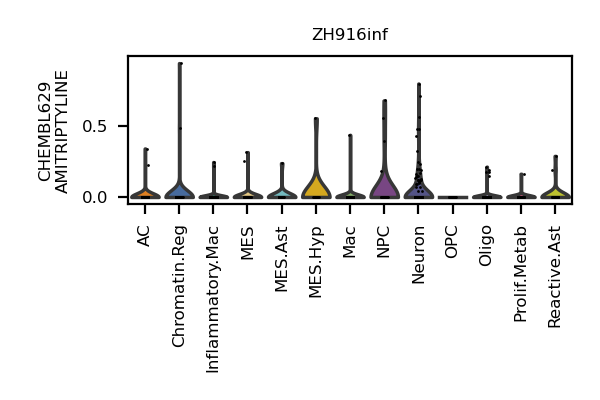 ZH916inf
CHEMBL629
AMITRIPTYLINE
0.5
0.0
AC
Chromatin.Reg
Inflammatory.Mac
MES
MES.Ast
MES.Hyp
Mac
NPC
Neuron
OPC
Oligo
Prolif.Metab
Reactive.Ast